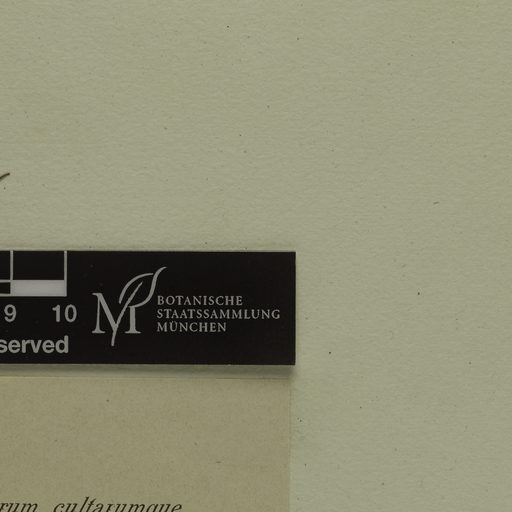 9 10
served
BOTANISCHE
STAATSSAMMLUNG
MÜNCHEN
rum, cultarumque